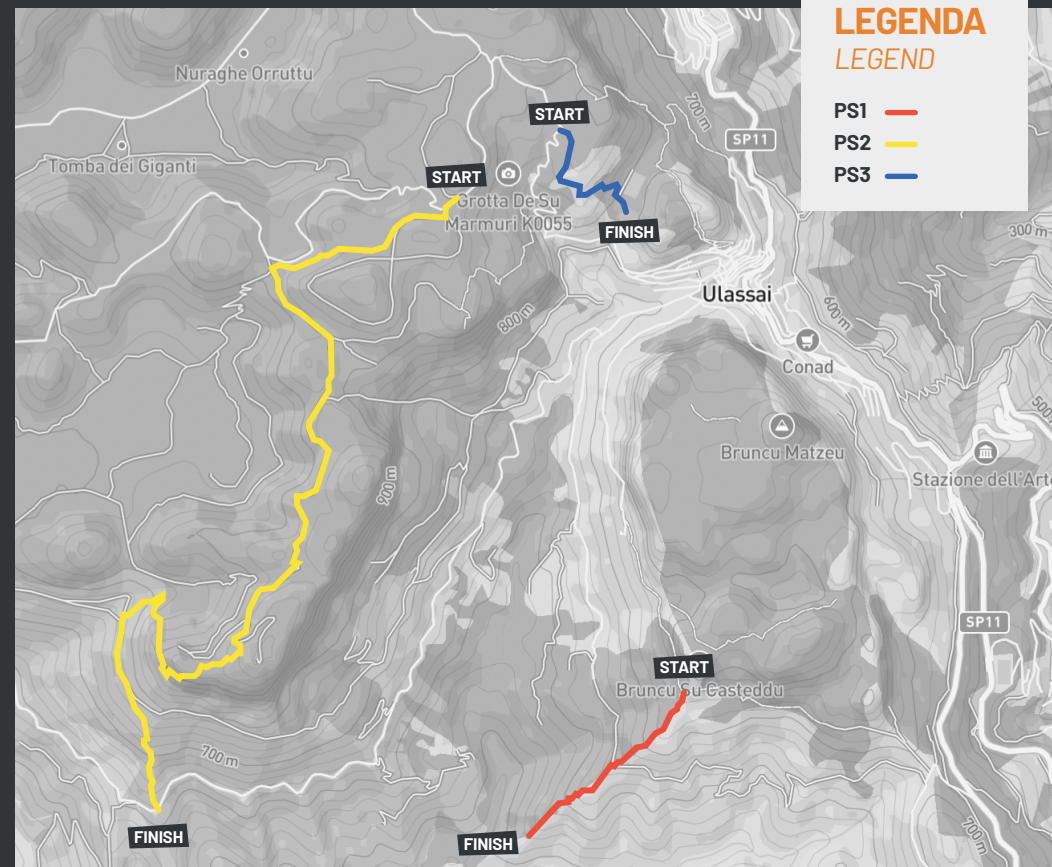 LEGENDA
LEGEND
PS1
PS2
PS3
Nuraghe Orruttu
700 m
START
SP11
Tomba dei Giganti
START
Grotta De Su
Marmuri K0055
FINISH
300 m
Ulassai
800 m
600 m
Conad
500
Bruncu Matzeu
Stazione dell'Arte
900 m
SP11
START
Bruncu Su Casteddu
700 m
700 m
FINISH
FINISH